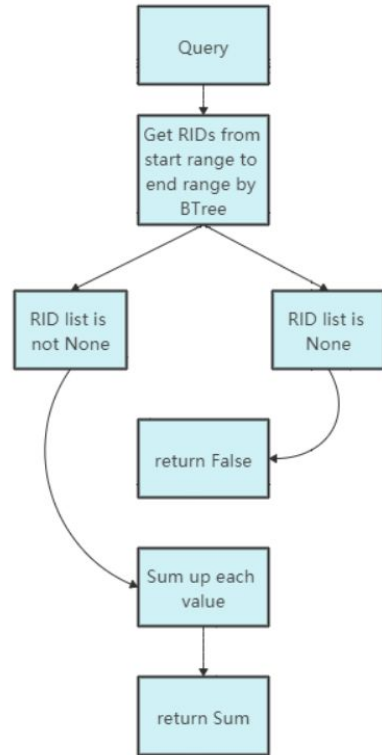 Query
Get RIDs from
start range to
end range by
BTree
RID list is
not None
RID list is
None
return False
Sum up each
value
return Sum